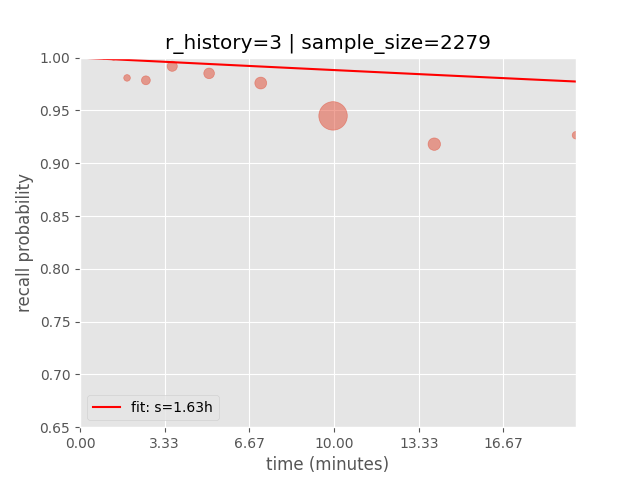 r_history=3 | sample_size=2279
1.00
0.95
0.90
0.85
0.80
0.75
0.70
0.65
recall probability
fit: s=1.63h
0.00 3.33 6.67 10.00 13.33 16.67
time (minutes)